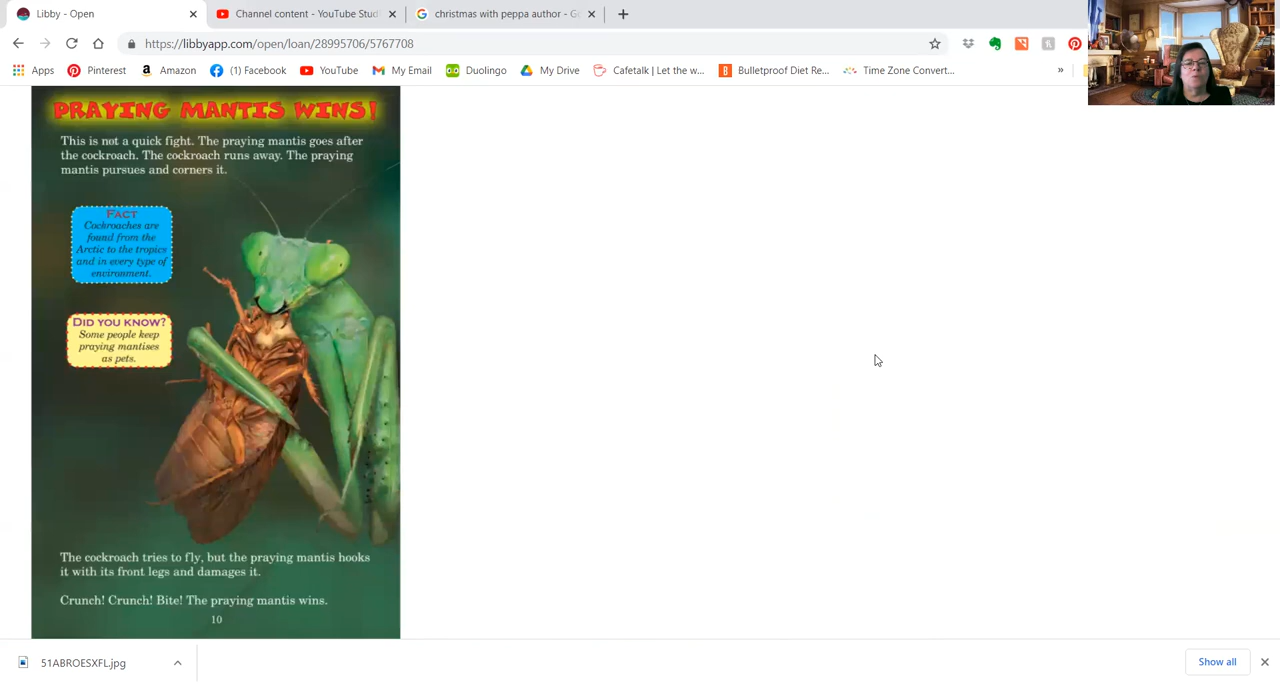 Libby - Open
Channel content - YouTube Studi
christmas with peppa author - Go
https://libbyapp.com/open/loan/28995706/5767708
Apps Pinterest Amazon (1) Facebook YouTube My Email Duolingo My Drive Cafetalk | Let the w... Bulletproof Diet Re... Time Zone Convert... »
PRAYING MANTIS WINS!
This is not a quick fight. The praying mantis goes after
the cockroach. The cockroach runs away. The praying
mantis pursues and corners it.
FACT
Cockroaches are
found from the
Arctic to the tropics
and in every type of
environment.
DID YOU KNOW?
Some people keep
praying mantises
as pets.
The cockroach tries to fly, but the praying mantis hooks
it with its front legs and damages it.
Crunch! Crunch! Bite! The praying mantis wins.
10
51ABROESXFL.jpg
Show all